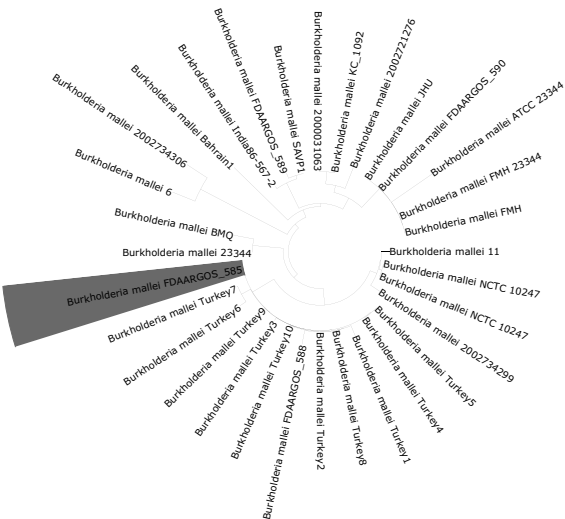 Burkholderia mallei 11
Burkholderia mallei FMH
Burkholderia mallei FMH 23344
Burkholderia mallei ATCC 23344
Burkholderia mallei FDAARGOS_590
Burkholderia mallei JHU
Burkholderia mallei 2002721276
Burkholderia mallei KC_1092
Burkholderia mallei 2000031063
Burkholderia mallei SAVP1
Burkholderia mallei FDAARGOS_589
Burkholderia mallei India86-567-2
Burkholderia mallei Bahrain1
Burkholderia mallei 2002734306
Burkholderia mallei 6
Burkholderia mallei BMQ
Burkholderia mallei 23344
Burkholderia mallei FDAARGOS_585
Burkholderia mallei Turkey7
Burkholderia mallei Turkey6
Burkholderia mallei Turkey9
Burkholderia mallei Turkey3
Burkholderia mallei Turkey10
Burkholderia mallei FDAARGOS_588
Burkholderia mallei Turkey2
Burkholderia mallei Turkey8
Burkholderia mallei Turkey1
Burkholderia mallei Turkey4
Burkholderia mallei Turkey5
Burkholderia mallei 2002734299
Burkholderia mallei NCTC 10247
Burkholderia mallei NCTC 10247